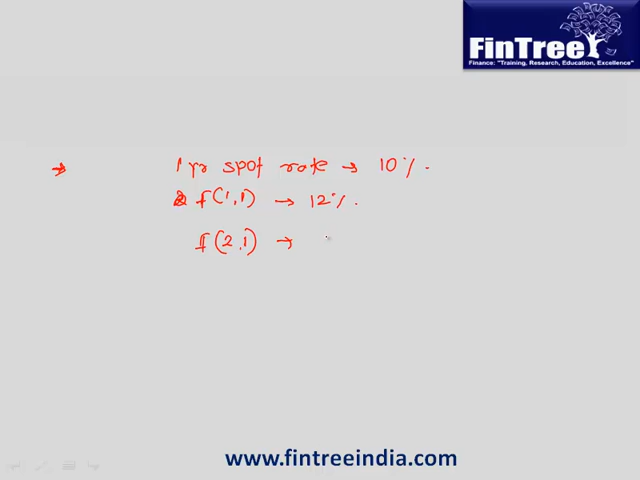 FinTree
Finance: "Training, Research, Education, Excellence"
→ 1 yr spot rate → 10%.
f(1,1) → 12%.
f(2,1) →
www.fintreeindia.com